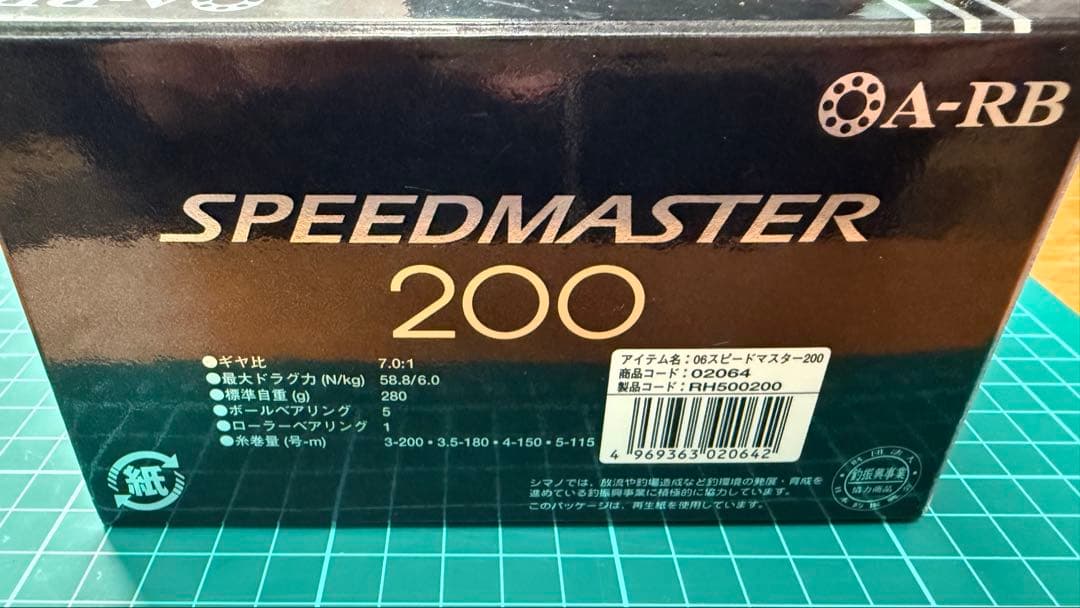 A-RB
A-RB
SPEEDMASTER
200
●ギヤ比 7.0:1
●最大ドラグ力 (N/kg) 58.8/6.0
●標準自重 (g) 280
●ボールベアリング 5
●ローラーベアリング 1
●糸巻量 (号-m) 3-200・3.5-180・4-150・5-115
アイテム名：06スピードマスター200
商品コード：02064
製品コード：RH500200
4 969363 020642
紙
シマノでは、放流や釣場造成など釣環境の発展・育成を
進めている釣振興事業に積極的に協力しています。
このパッケージは、再生紙を使用しています。
釣振興事業
協力商品